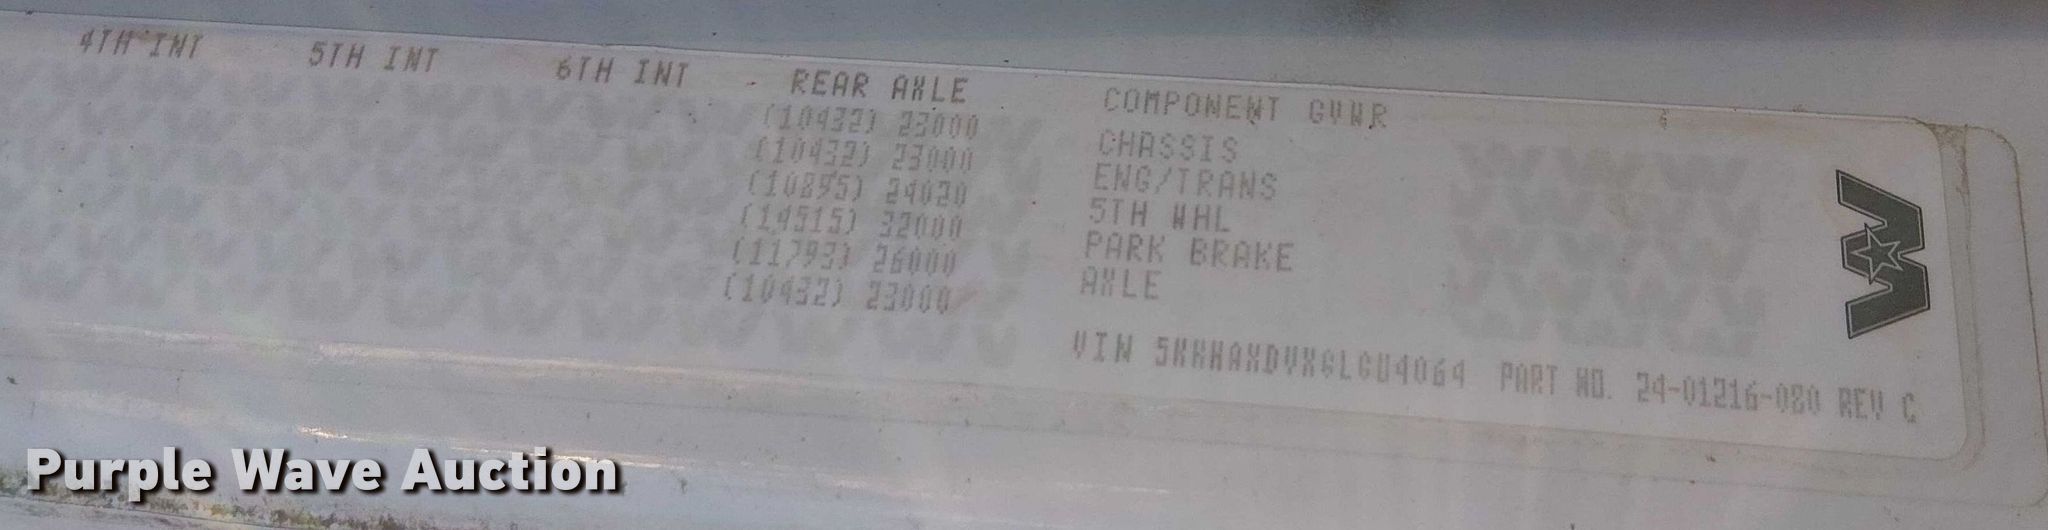 4TH INT 5TH INT 6TH INT REAR AXLE COMPONENT GVWR
(10432) 23000 CHASSIS
(10432) 23000 ENG/TRANS
(10895) 24020 5TH WHL
(14515) 32000 PARK BRAKE
(11793) 26000 AXLE
(10432) 23000
VIN PART NO. 24-01216-080 REV C
W
Purple Wave Auction